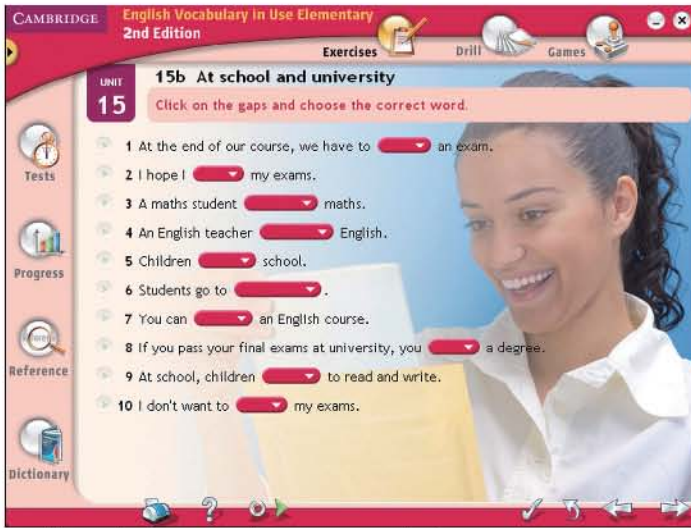 CAMBRIDGE
English Vocabulary in Use Elementary
2nd Edition
Exercises
Drill
Games
UNIT
15
15b At school and university
Click on the gaps and choose the correct word.
1 At the end of our course, we have to an exam.
2 I hope I my exams.
3 A maths student maths.
4 An English teacher English.
5 Children school.
6 Students go to .
7 You can an English course.
8 If you pass your final exams at university, you a degree.
9 At school, children to read and write.
10 I don't want to my exams.
Tests
Progress
Reference
Dictionary